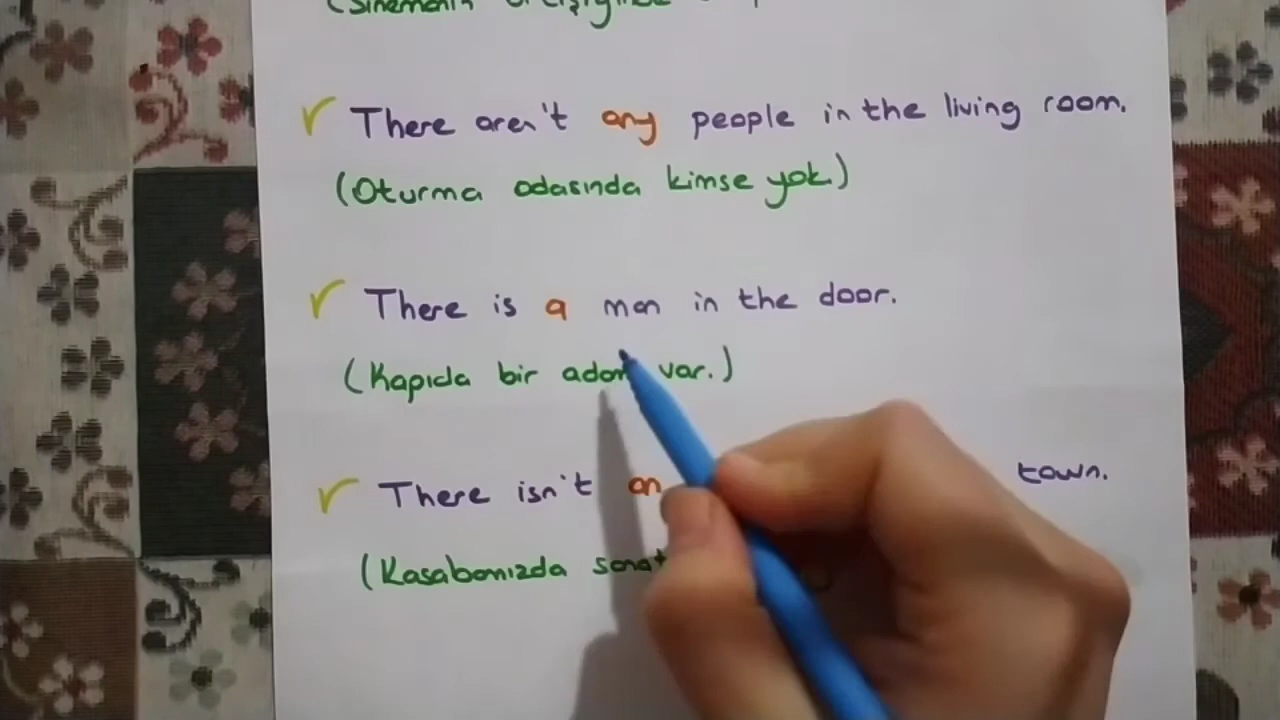 There aren't any people in the living room.
(Oturma odasında kimse yok)
There is a man in the door.
(Kapıda bir adam var.)
There isn't an town.
(Kasabanızda